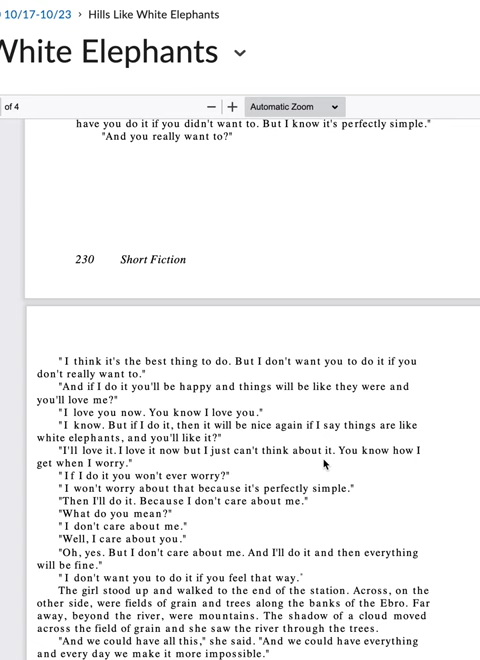 10/17-10/23 › Hills Like White Elephants
White Elephants
of 4 — + Automatic Zoom
have you do it if you didn't want to. But I know it's perfectly simple."
"And you really want to?"
230 Short Fiction
"I think it's the best thing to do. But I don't want you to do it if you
don't really want to."
"And if I do it you'll be happy and things will be like they were and
you'll love me?"
"I love you now. You know I love you."
"I know. But if I do it, then it will be nice again if I say things are like
white elephants, and you'll like it?"
"I'll love it. I love it now but I just can't think about it. You know how I
get when I worry."
"If I do it you won't ever worry?"
"I won't worry about that because it's perfectly simple."
"Then I'll do it. Because I don't care about me."
"What do you mean?"
"I don't care about me."
"Well, I care about you."
"Oh, yes. But I don't care about me. And I'll do it and then everything
will be fine."
"I don't want you to do it if you feel that way.'
The girl stood up and walked to the end of the station. Across, on the
other side, were fields of grain and trees along the banks of the Ebro. Far
away, beyond the river, were mountains. The shadow of a cloud moved
across the field of grain and she saw the river through the trees.
"And we could have all this," she said. "And we could have everything
and every day we make it more impossible."